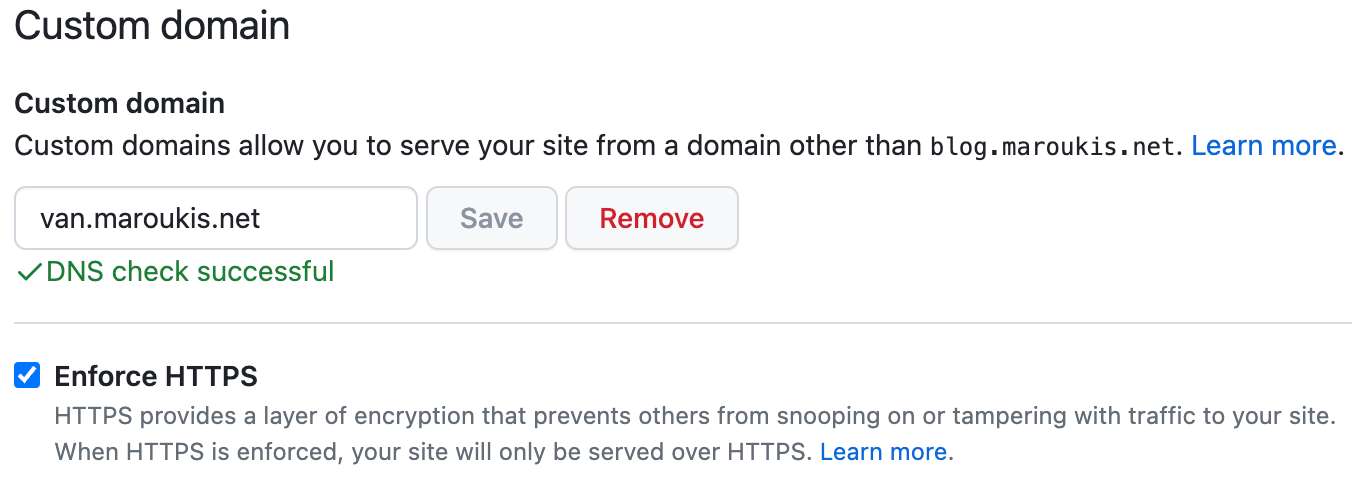 Custom domain
Custom domain
Custom domains allow you to serve your site from a domain other than blog.maroukis.net. Learn more.
van.maroukis.net Save Remove
✓DNS check successful
Enforce HTTPS
HTTPS provides a layer of encryption that prevents others from snooping on or tampering with traffic to your site.
When HTTPS is enforced, your site will only be served over HTTPS. Learn more.